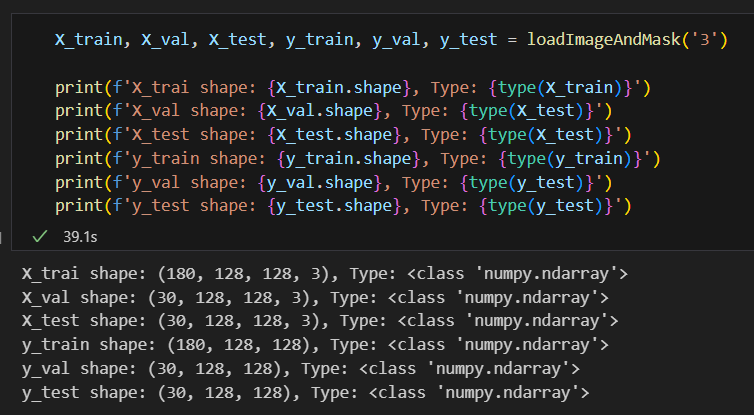 X_train, X_val, X_test, y_train, y_val, y_test = loadImageAndMask('3')
print(f'X_trai shape: {X_train.shape}, Type: {type(X_train)}')
print(f'X_val shape: {X_val.shape}, Type: {type(X_test)}')
print(f'X_test shape: {X_test.shape}, Type: {type(X_test)}')
print(f'y_train shape: {y_train.shape}, Type: {type(y_train)}')
print(f'y_val shape: {y_val.shape}, Type: {type(y_test)}')
print(f'y_test shape: {y_test.shape}, Type: {type(y_test)}')
39.1s
X_trai shape: (180, 128, 128, 3), Type: <class 'numpy.ndarray'>
X_val shape: (30, 128, 128, 3), Type: <class 'numpy.ndarray'>
X_test shape: (30, 128, 128, 3), Type: <class 'numpy.ndarray'>
y_train shape: (180, 128, 128), Type: <class 'numpy.ndarray'>
y_val shape: (30, 128, 128), Type: <class 'numpy.ndarray'>
y_test shape: (30, 128, 128), Type: <class 'numpy.ndarray'>